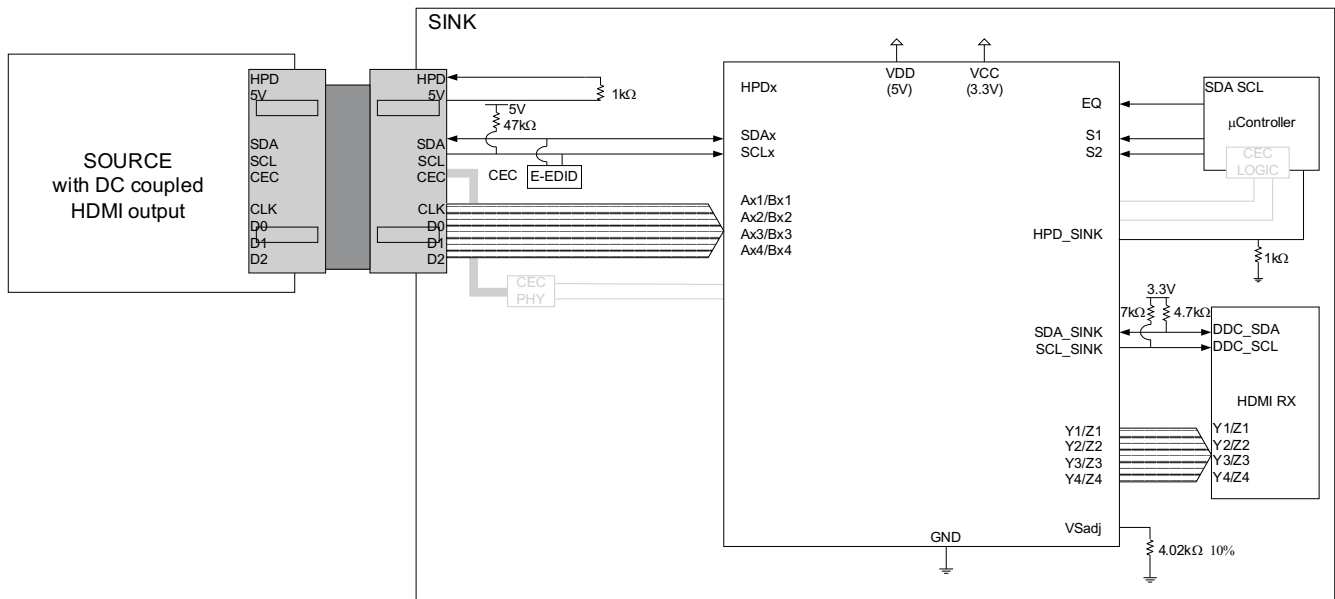 SINK
SOURCE
with DC coupled
HDMI output
HPD
5V
SDA
SCL
CEC
CLK
D0
D1
D2
HPD
5V
SDA
SCL
CEC
CLK
D0
D1
D2
1kΩ
5V
47kΩ
CEC
E-EDID
CEC
PHY
HPDx
SDAx
SCLx
Ax1/Bx1
Ax2/Bx2
Ax3/Bx3
Ax4/Bx4
VDD
(5V)
VCC
(3.3V)
EQ
S1
S2
HPD_SINK
SDA_SINK
SCL_SINK
Y1/Z1
Y2/Z2
Y3/Z3
Y4/Z4
VSadj
GND
SDA SCL
μController
CEC
LOGIC
1kΩ
3.3V
7kΩ
4.7kΩ
DDC_SDA
DDC_SCL
HDMI RX
Y1/Z1
Y2/Z2
Y3/Z3
Y4/Z4
4.02kΩ 10%